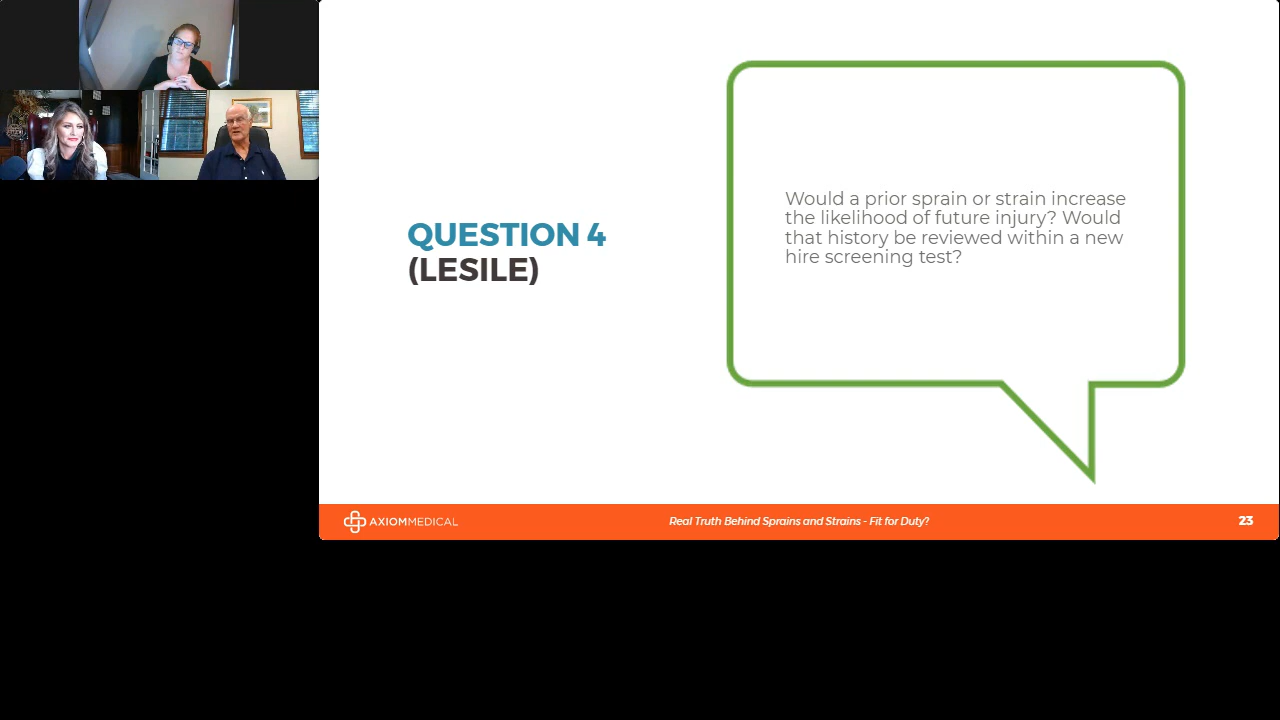 QUESTION 4
(LESILE)
Would a prior sprain or strain increase
the likelihood of future injury? Would
that history be reviewed within a new
hire screening test?
AXIOMMEDICAL
Real Truth Behind Sprains and Strains - Fit for Duty?
23